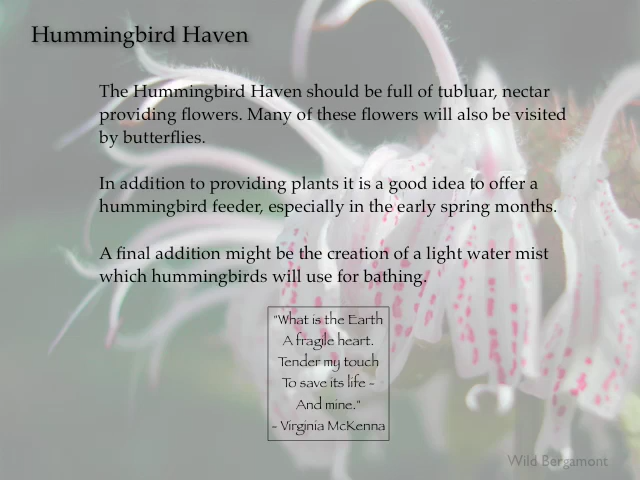 Hummingbird Haven
The Hummingbird Haven should be full of tubluar, nectar
providing flowers. Many of these flowers will also be visited
by butterflies.
In addition to providing plants it is a good idea to offer a
hummingbird feeder, especially in the early spring months.
A final addition might be the creation of a light water mist
which hummingbirds will use for bathing.
"What is the Earth
A fragile heart.
Tender my touch
To save its life -
And mine."
- Virginia McKenna
Wild Bergamont